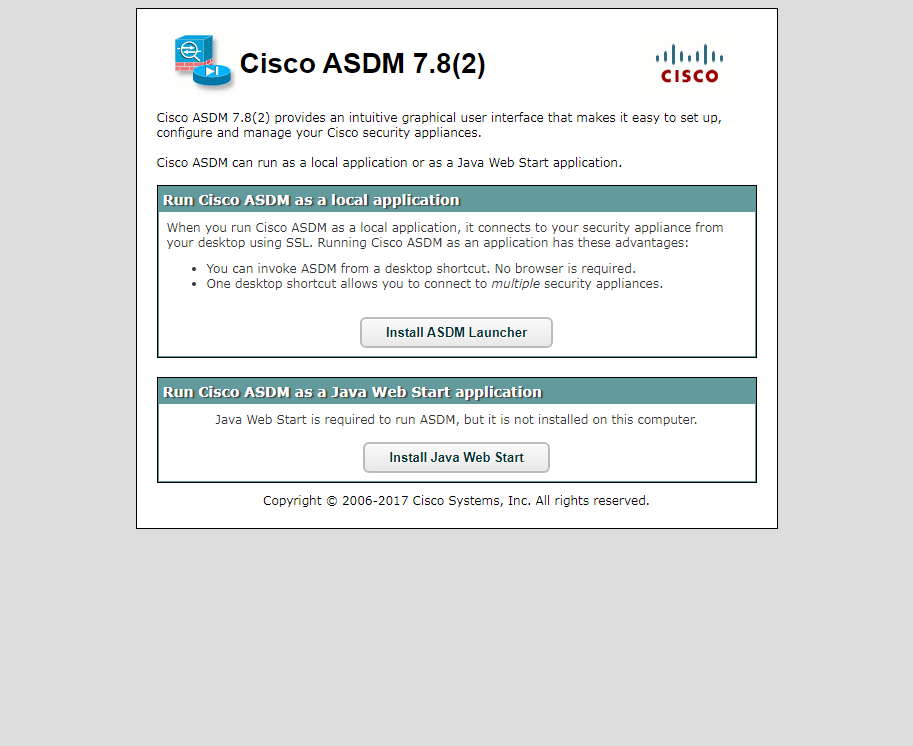 Cisco ASDM 7.8(2)
CISCO
Cisco ASDM 7.8(2) provides an intuitive graphical user interface that makes it easy to set up,
configure and manage your Cisco security appliances.
Cisco ASDM can run as a local application or as a Java Web Start application.
Run Cisco ASDM as a local application
When you run Cisco ASDM as a local application, it connects to your security appliance from
your desktop using SSL. Running Cisco ASDM as an application has these advantages:
• You can invoke ASDM from a desktop shortcut. No browser is required.
• One desktop shortcut allows you to connect to multiple security appliances.
Install ASDM Launcher
Run Cisco ASDM as a Java Web Start application
Java Web Start is required to run ASDM, but it is not installed on this computer.
Install Java Web Start
Copyright © 2006-2017 Cisco Systems, Inc. All rights reserved.